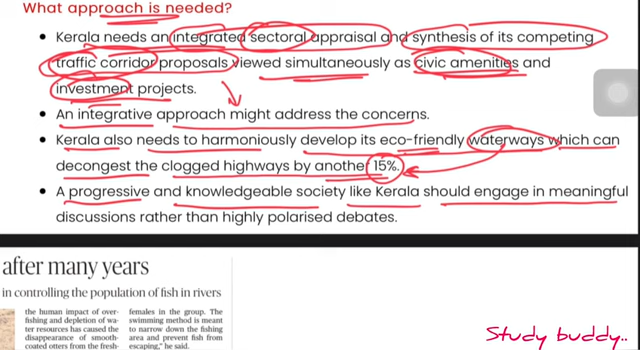 What approach is needed?
• Kerala needs an integrated sectoral appraisal and synthesis of its competing
traffic corridor proposals viewed simultaneously as civic amenities and
investment projects.
• An integrative approach might address the concerns.
• Kerala also needs to harmoniously develop its eco-friendly waterways which can
decongest the clogged highways by another 15%.
• A progressive and knowledgeable society like Kerala should engage in meaningful
discussions rather than highly polarised debates.
after many years
in controlling the population of fish in rivers
the human impact of over-
fishing and depletion of wa-
ter resources has caused the
disappearance of smooth-
coated otters from the fresh-
females in the group. The
swimming method is meant
to narrow down the fishing
area and prevent fish from
escaping," he said.
Study buddy..